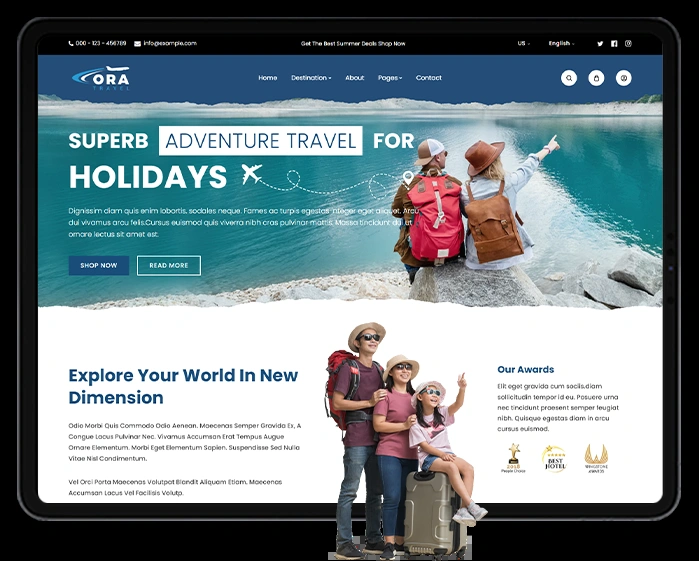 000 - 123 - 456789
info@example.com
Get The Best Summer Deals Shop Now
US
English
ORA
TRAVEL
Home
Destination
About
Pages
Contact
SUPERB ADVENTURE TRAVEL FOR
HOLIDAYS
Dignissim diam quis enim lobortis, sodales neque. Fames ac turpis egestas integer eget aliquet. Arcu
dui vivamus arcu felis.Cursus euismod quis viverra nibh cras pulvinar mattis. Massa tincidunt dui ut
ornare lectus sit amet est.
SHOP NOW
READ MORE
Explore Your World In New
Dimension
Odio Morbi Quis Commodo Odio Aenean. Maecenas Semper Gravida Ex, A
Congue Lacus Pulvinar Nec. Vivamus Accumsan Erat Tempus Augue
Ornare Elementum. Morbi Eget Elementum Sapien. Suspendisse Sed Nulla
Vitae Nisl Condimentum.
Vel Orci Porta Maecenas Volutpat Blandit Aliquam Etiam. Maecenas
Accumsan Lacus Vel Facilisis Volutp.
Our Awards
Elit eget gravida cum sociis.diam
sollicitudin tempor id eu. Posuere urna
nec tincidunt praesent semper feugiat
nibh. Quisque egestas diam in arcu
cursus euismod.
2018
People Choice
BEST
HOTEL
AWARDS